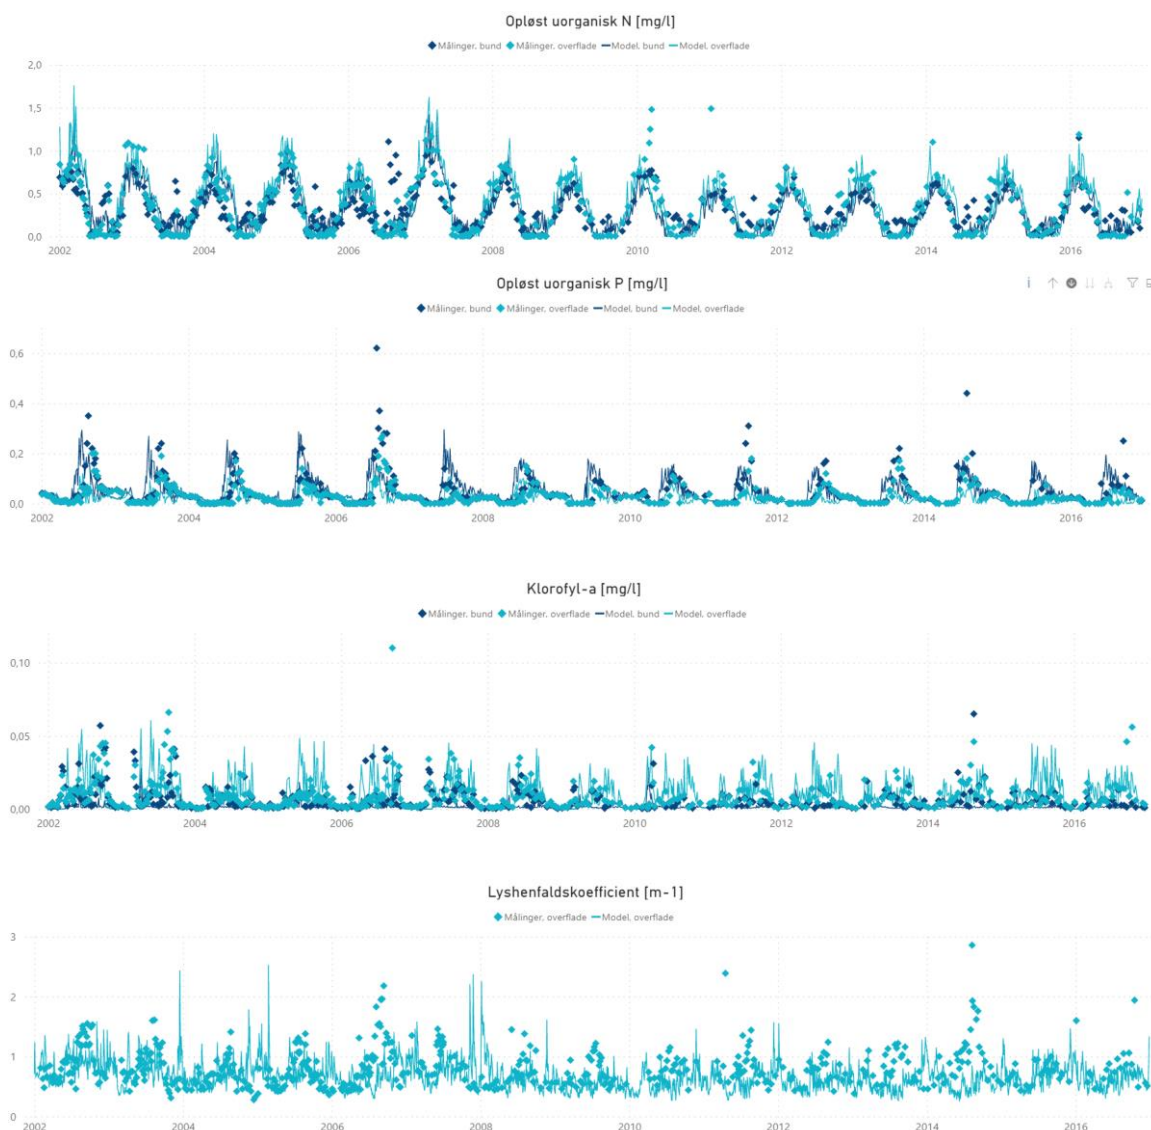 Opløst uorganisk N [mg/l]
Målinger. bund Målinger. overflade Model. bund Model. overflade
2,0
1,5
1,0
0,5
0,0
2002 2004 2006 2008 2010 2012 2014 2016
Opløst uorganisk P [mg/l]
Målinger. bund Målinger. overflade Model. bund Model. overflade
0,6
0,4
0,2
0,0
2002 2004 2006 2008 2010 2012 2014 2016
Klorofyl-a [mg/l]
Målinger. bund Målinger. overflade Model. bund Model. overflade
0,10
0,05
0,00
2002 2004 2006 2008 2010 2012 2014 2016
Lyshenfaldskoefficient [m-1]
Målinger. overflade Model. overflade
3
2
1
0
2002 2004 2006 2008 2010 2012 2014 2016